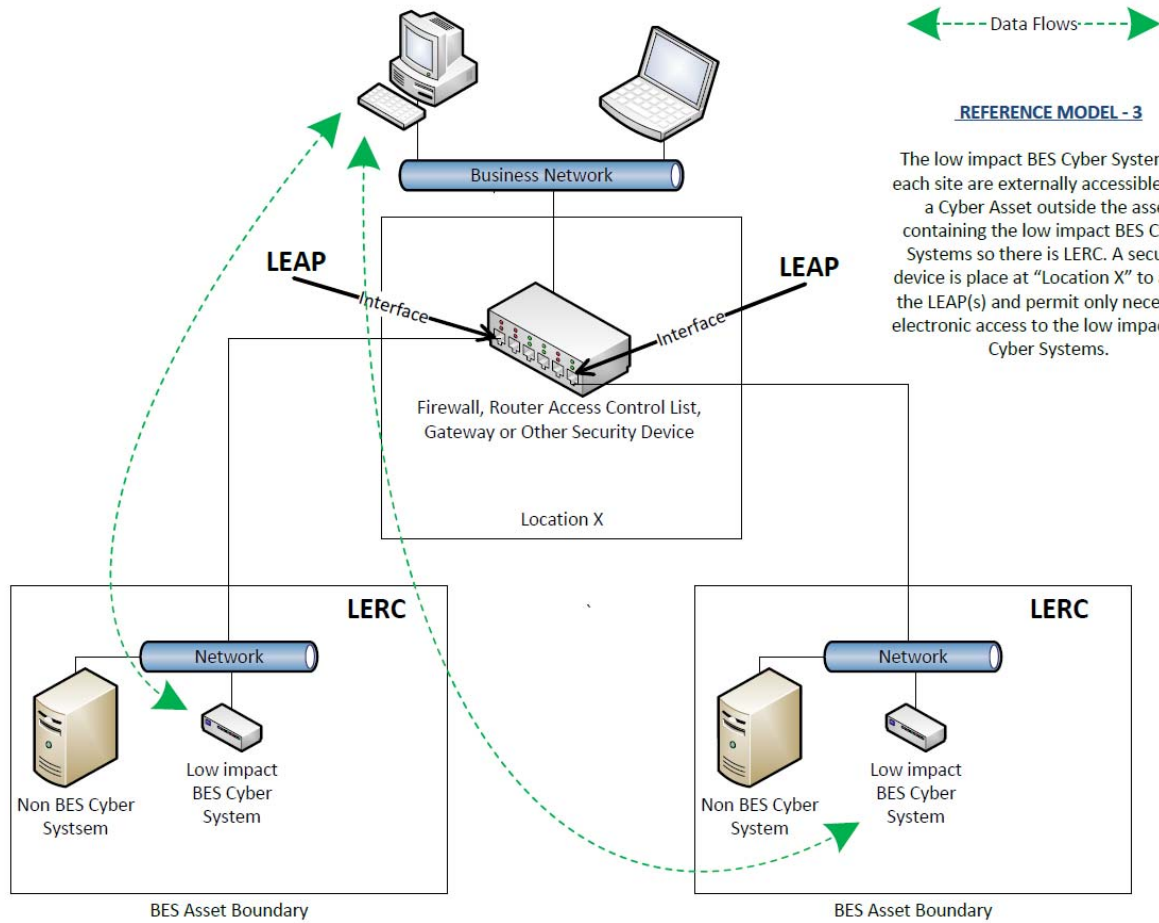 Data Flows
REFERENCE MODEL - 3
The low impact BES Cyber System
each site are externally accessible
a Cyber Asset outside the asse
containing the low impact BES C
Systems so there is LERC. A secu
device is place at “Location X” to
the LEAP(s) and permit only nece
electronic access to the low impac
Cyber Systems.
Business Network
LEAP
LEAP
Interface
Interface
Firewall, Router Access Control List,
Gateway or Other Security Device
Location X
LERC
Network
Non BES Cyber
Systsem
Low impact
BES Cyber
System
BES Asset Boundary
LERC
Network
Non BES Cyber
System
Low impact
BES Cyber
System
BES Asset Boundary